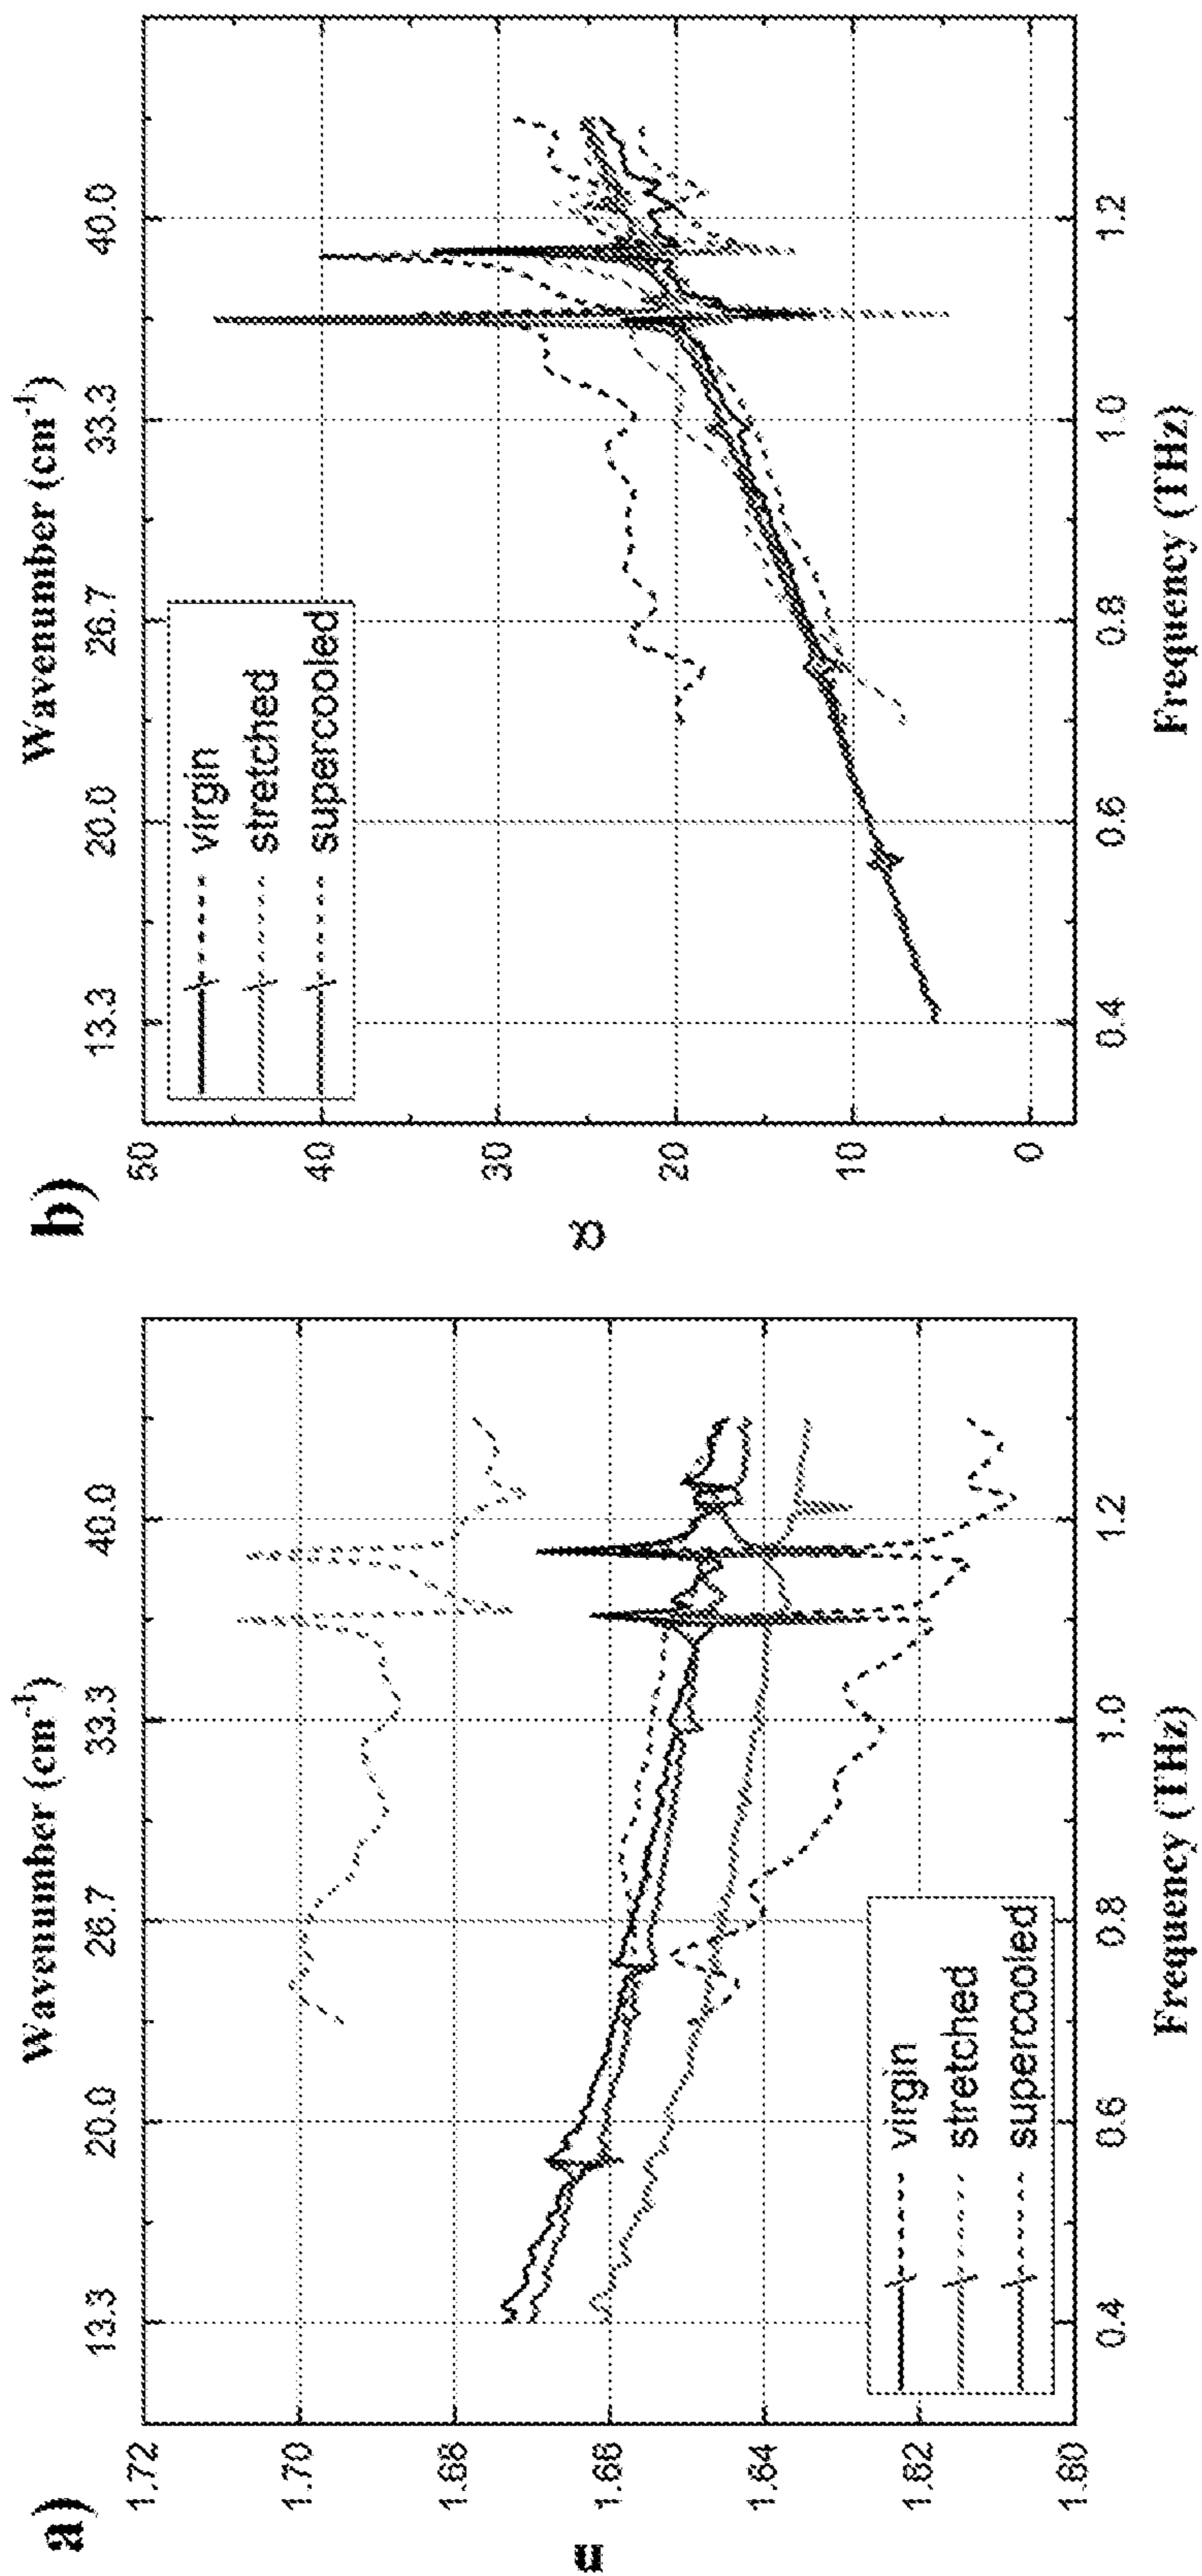 a)
Wavenumber (cm⁻¹)
13.3 20.0 26.7 33.3 40.0
1.72
1.70
1.68
1.66
1.64
1.62
1.60
n
virgin
stretched
supercooled
0.4 0.6 0.8 1.0 1.2
Frequency (THz)
b)
Wavenumber (cm⁻¹)
13.3 20.0 26.7 33.3 40.0
50
40
30
20
10
0
α
virgin
stretched
supercooled
0.4 0.6 0.8 1.0 1.2
Frequency (THz)